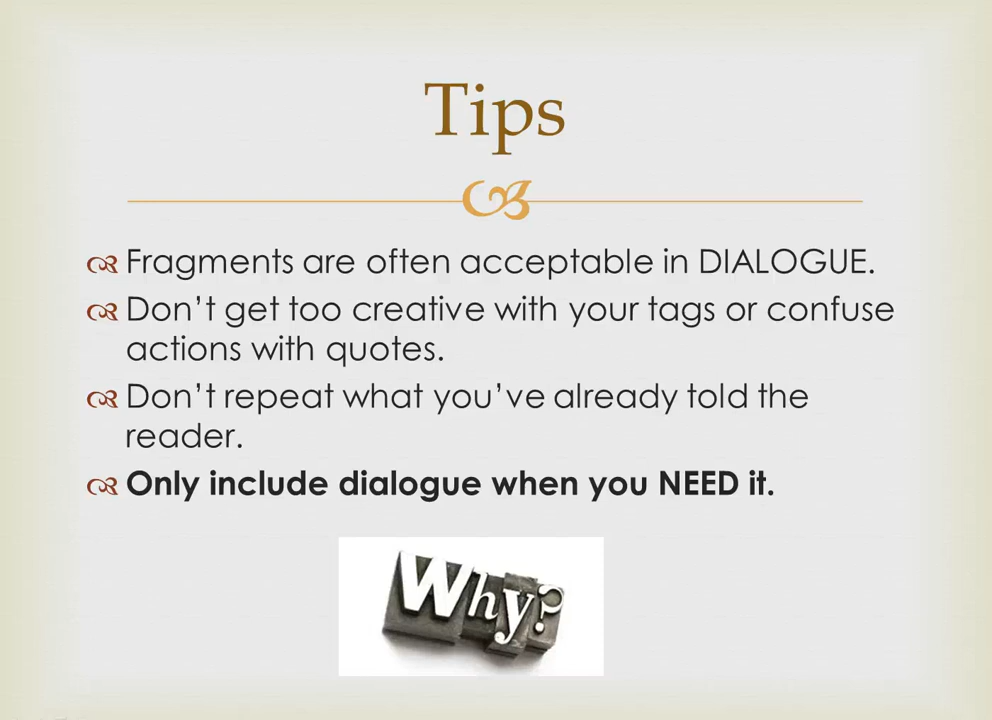 Tips
Fragments are often acceptable in DIALOGUE.
Don’t get too creative with your tags or confuse
actions with quotes.
Don’t repeat what you’ve already told the
reader.
Only include dialogue when you NEED it.
Why?